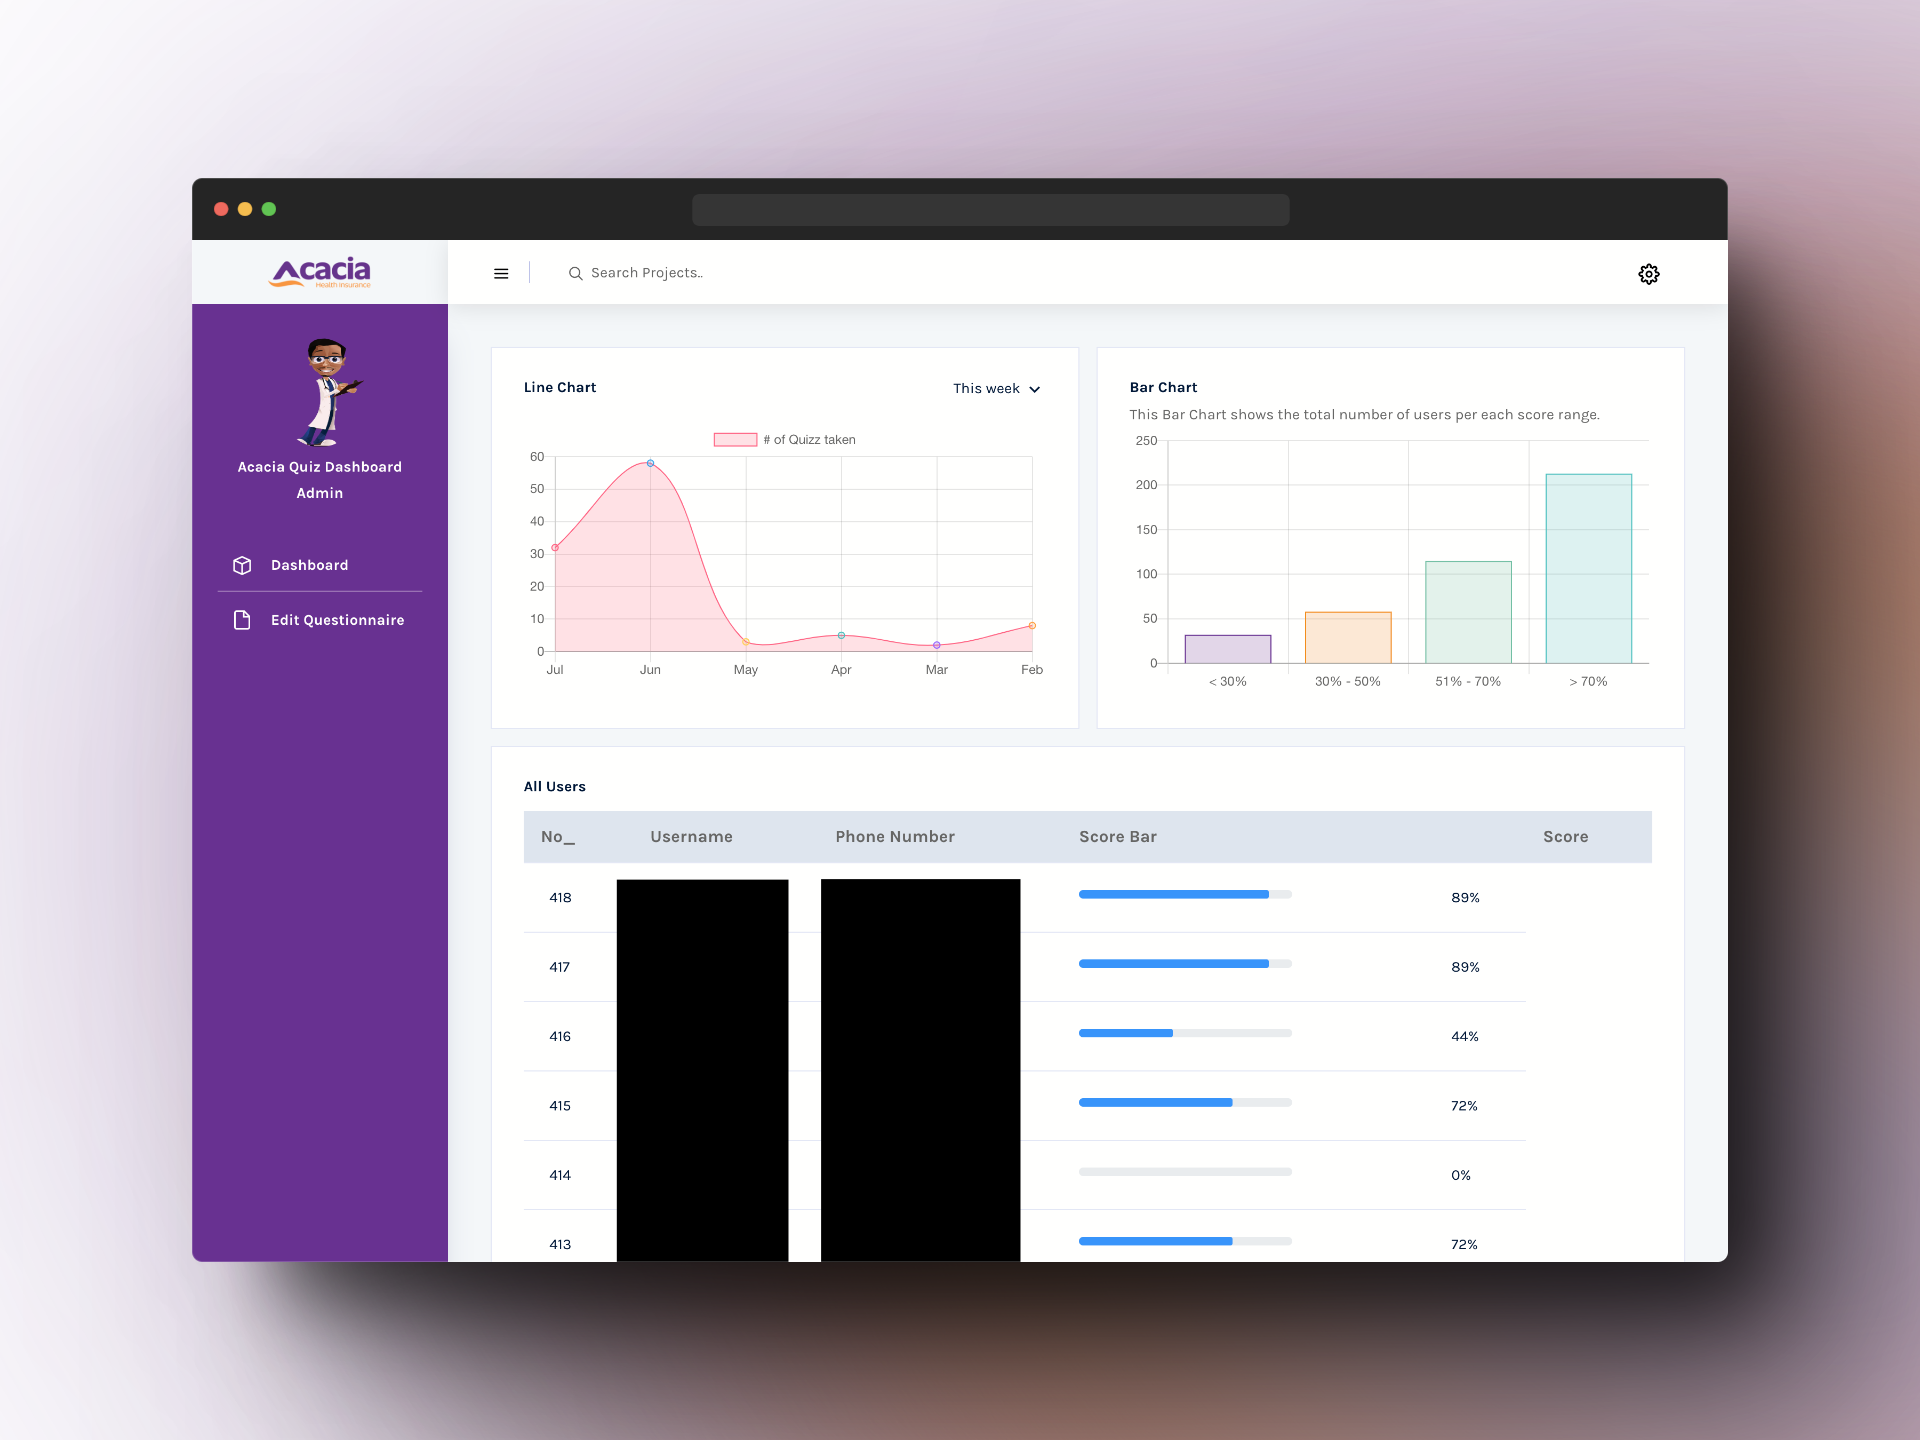 Acacia
Health Insurance
Search Projects..
Acacia Quiz Dashboard
Admin
Dashboard
Edit Questionnaire
Line Chart
This week
# of Quizz taken
60
50
40
30
20
10
0
Jul Jun May Apr Mar Feb
Bar Chart
This Bar Chart shows the total number of users per each score range.
250
200
150
100
50
0
< 30% 30% - 50% 51% - 70% > 70%
All Users
No_ Username Phone Number Score Bar Score
418 89%
417 89%
416 44%
415 72%
414 0%
413 72%